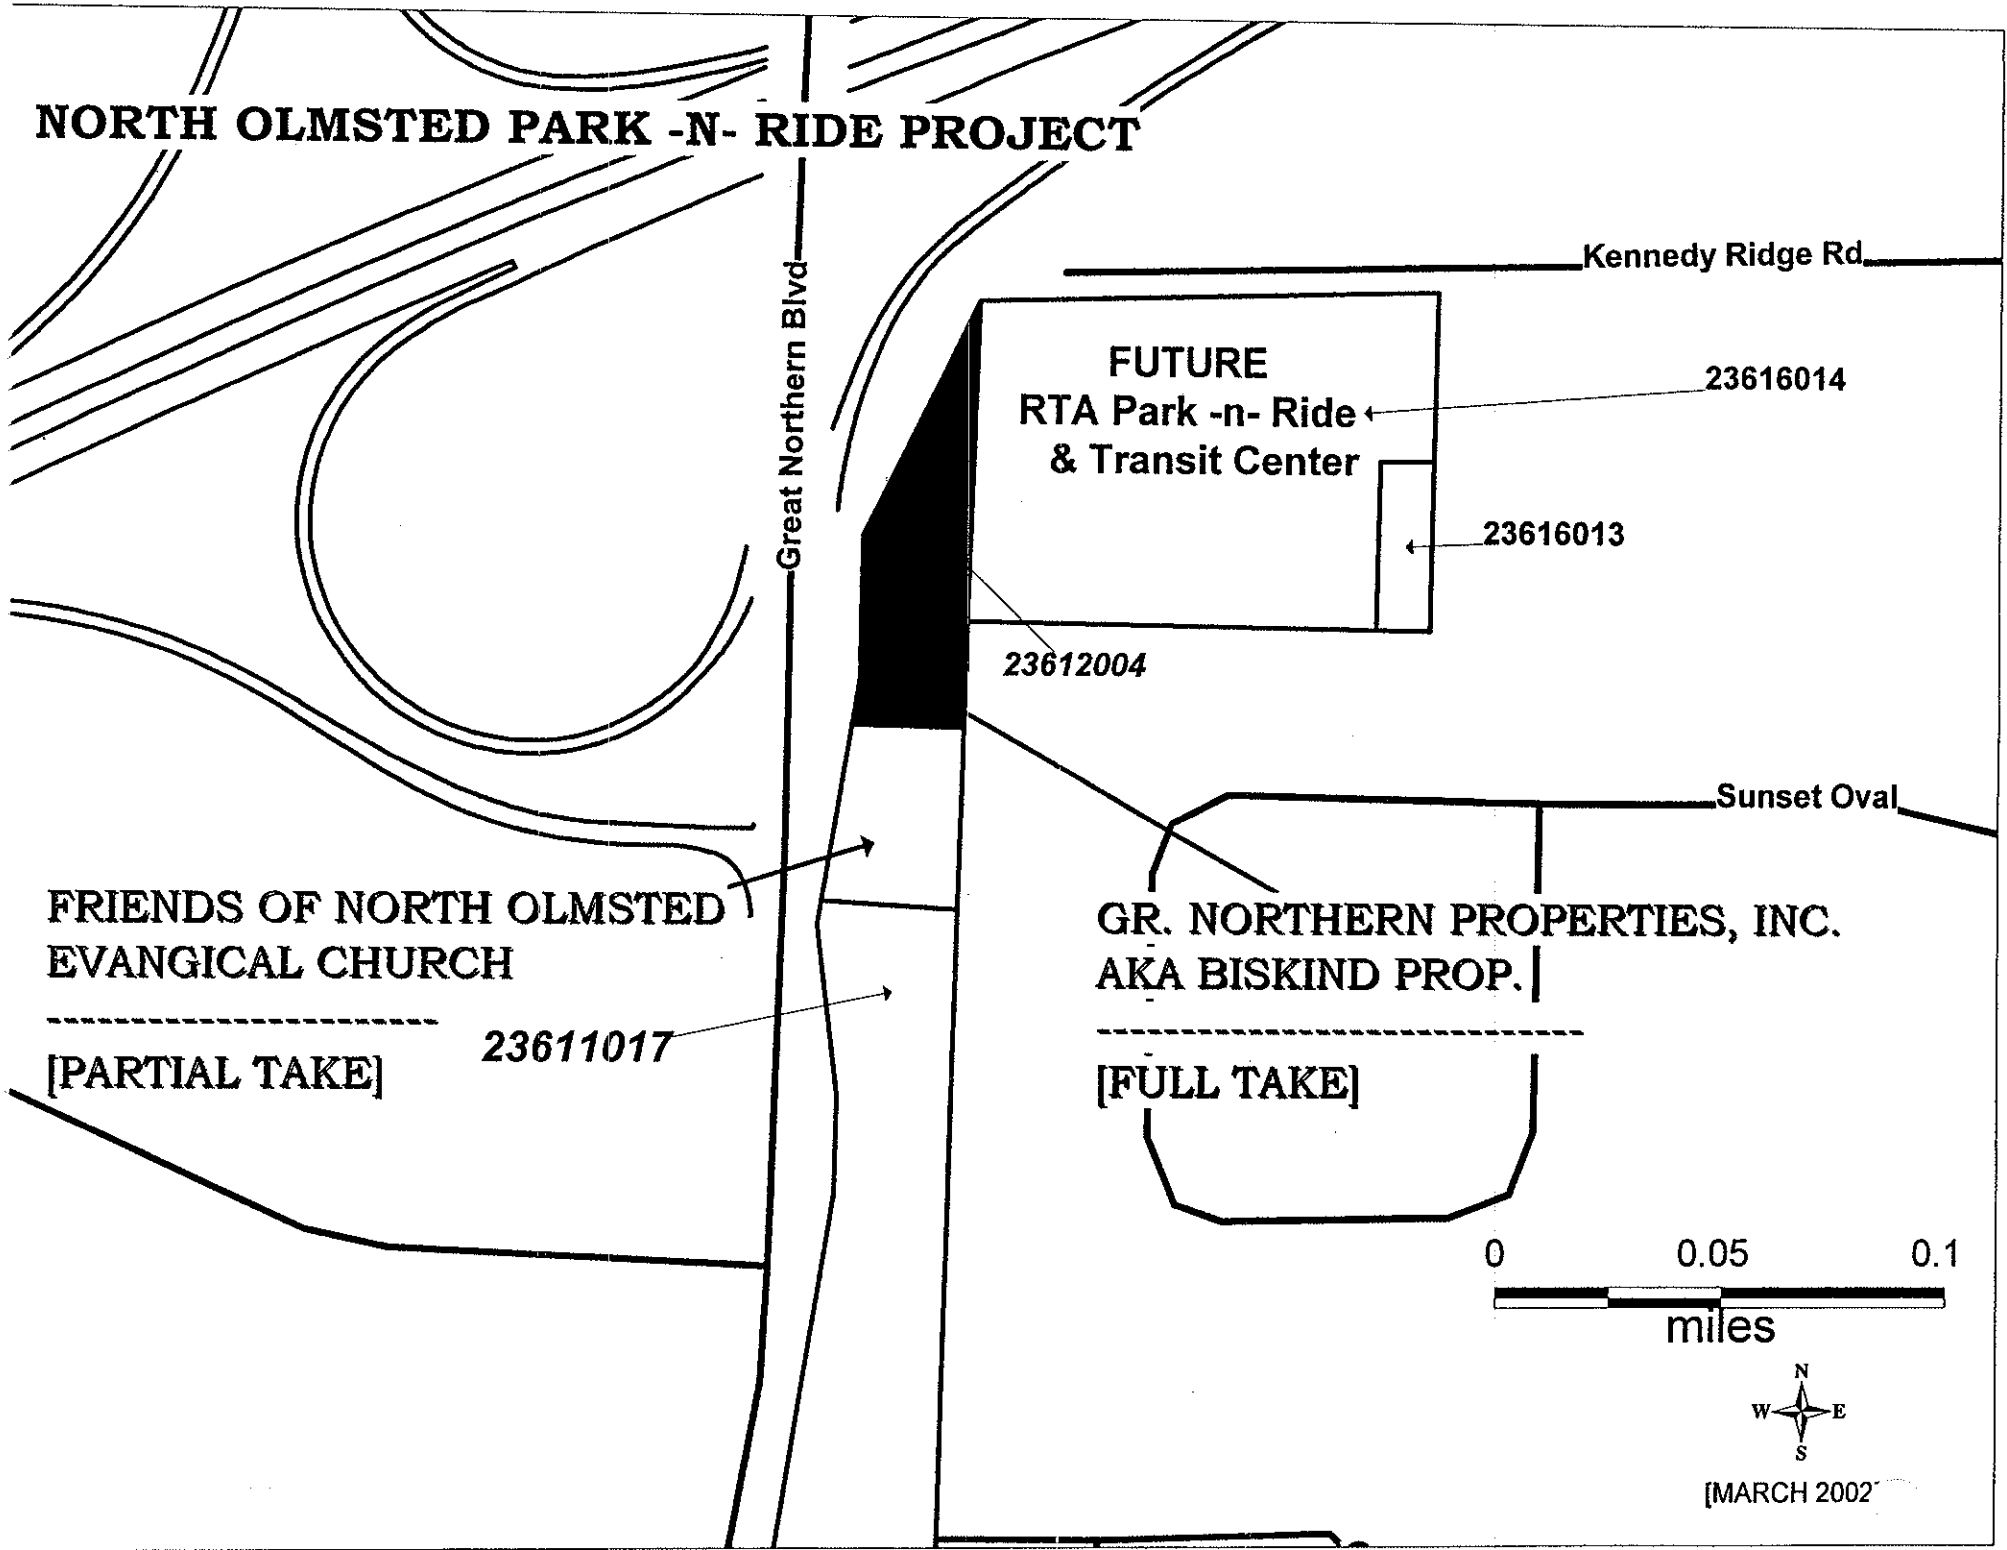 NORTH OLMSTED PARK -N- RIDE PROJECT
Great Northern Blvd
Kennedy Ridge Rd
FUTURE
RTA Park -n- Ride
& Transit Center
23616014
23616013
23612004
Sunset Oval
FRIENDS OF NORTH OLMSTED
EVANGICAL CHURCH
-----------------------
[PARTIAL TAKE]
23611017
GR. NORTHERN PROPERTIES, INC.
AKA BISKIND PROP.
-----------------------------
[FULL TAKE]
0 0.05 0.1
miles
N
W E
S
[MARCH 2002